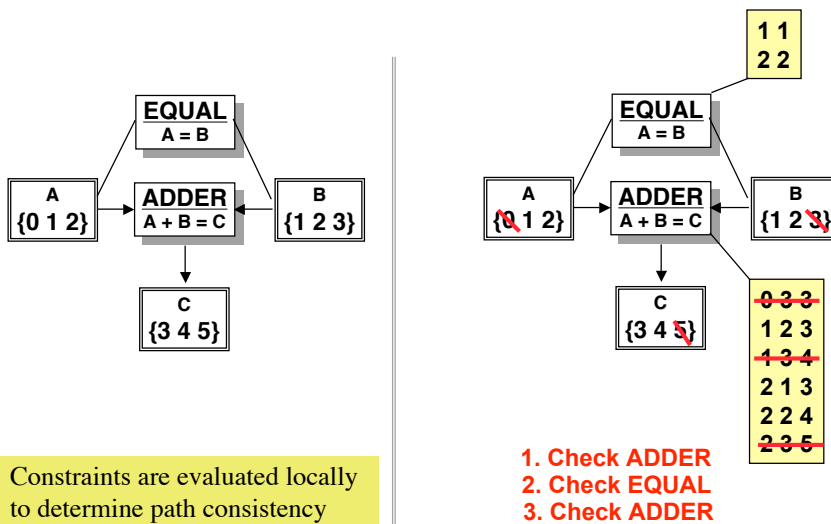 EQUAL
A = B
A
{0 1 2}
ADDER
A + B = C
B
{1 2 3}
C
{3 4 5}
Constraints are evaluated locally
to determine path consistency
1 1
2 2
EQUAL
A = B
A
{0 1 2}
ADDER
A + B = C
B
{1 2 3}
C
{3 4 5}
0 3 3
1 2 3
1 3 4
2 1 3
2 2 4
2 3 5
1. Check ADDER
2. Check EQUAL
3. Check ADDER